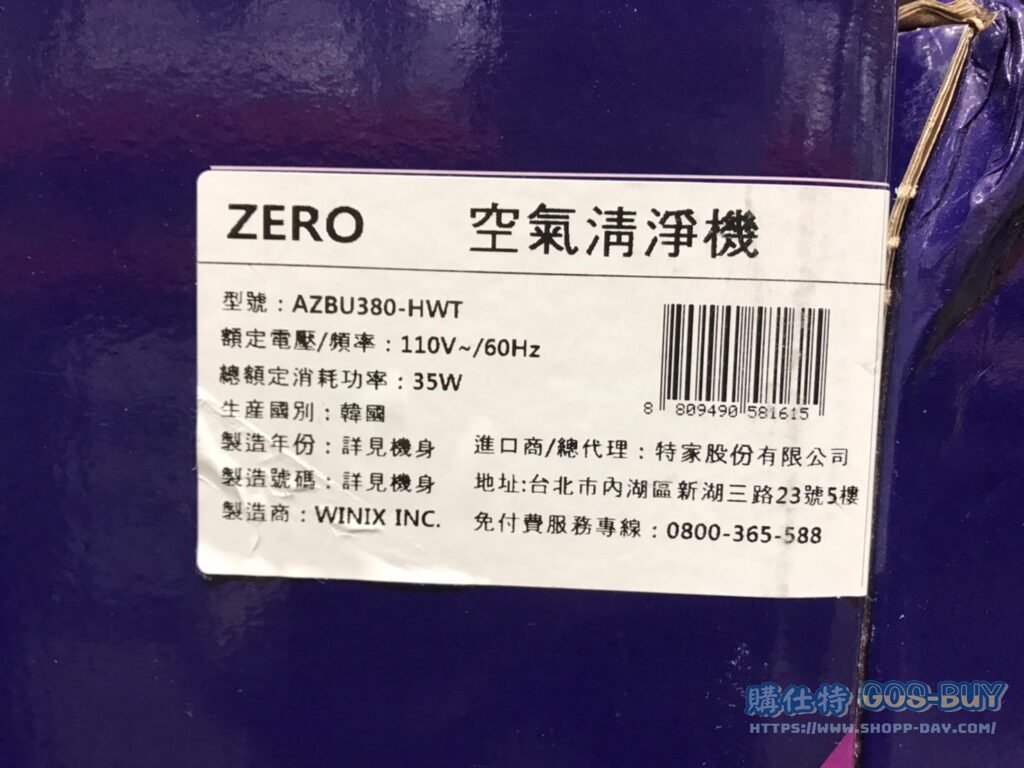 ZERO 空氣清淨機
型號：AZBU380-HWT
額定電壓/頻率：110V~/60Hz
總額定消耗功率：35W
生産國別：韓國
製造年份：詳見機身
製造號碼：詳見機身
製造商：WINIX INC.
8 809490 581615
進口商/總代理：特家股份有限公司
地址:台北市內湖區新湖三路23號5樓
免付費服務專線：0800-365-588
購仕特 GOS-BUY
HTTPS://WWW.SHOPP-DAY.COM/